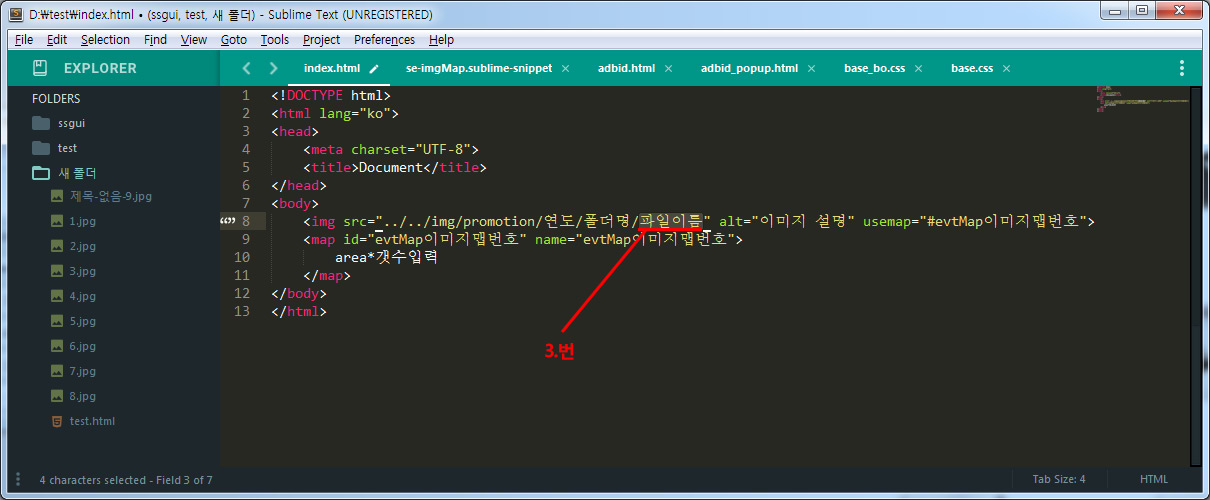 D:₩test₩index.html • (ssgui, test, 새 폴더) - Sublime Text (UNREGISTERED)
File Edit Selection Find View Goto Tools Project Preferences Help
EXPLORER
index.html se-imgMap.sublime-snippet adbid.html adbid_popup.html base_bo.css base.css
FOLDERS
ssgui
test
새 폴더
제목-없음-9.jpg
1.jpg
2.jpg
3.jpg
4.jpg
5.jpg
6.jpg
7.jpg
8.jpg
test.html
1 <!DOCTYPE html>
2 <html lang="ko">
3 <head>
4 <meta charset="UTF-8">
5 <title>Document</title>
6 </head>
7 <body>
8 <img src="../../img/promotion/연도/폴더명/파일이름" alt="이미지 설명" usemap="#evtMap이미지맵번호">
9 <map id="evtMap이미지맵번호" name="evtMap이미지맵번호">
10 area*갯수입력
11 </map>
12 </body>
13 </html>
3.번
4 characters selected - Field 3 of 7
Tab Size: 4
HTML